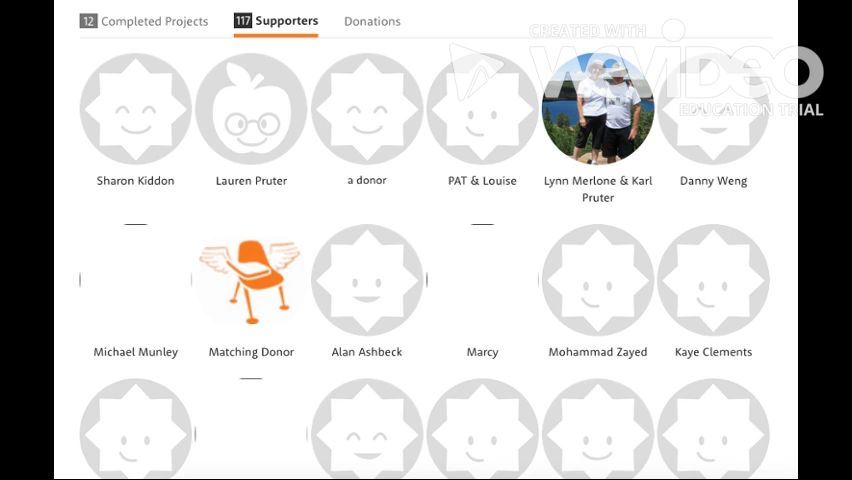 12 Completed Projects 117 Supporters Donations
CREATED WITH
WeVideo
EDUCATION TRIAL
Sharon Kiddon Lauren Pruter a donor PAT & Louise Lynn Merlone & Karl Pruter Danny Weng
Michael Munley Matching Donor Alan Ashbeck Marcy Mohammad Zayed Kaye Clements